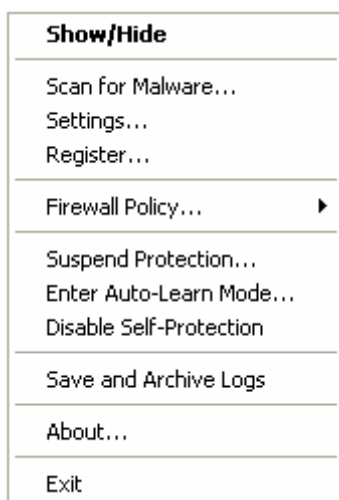 Show/Hide
Scan for Malware...
Settings...
Register...
Firewall Policy...
Suspend Protection...
Enter Auto-Learn Mode...
Disable Self-Protection
Save and Archive Logs
About...
Exit